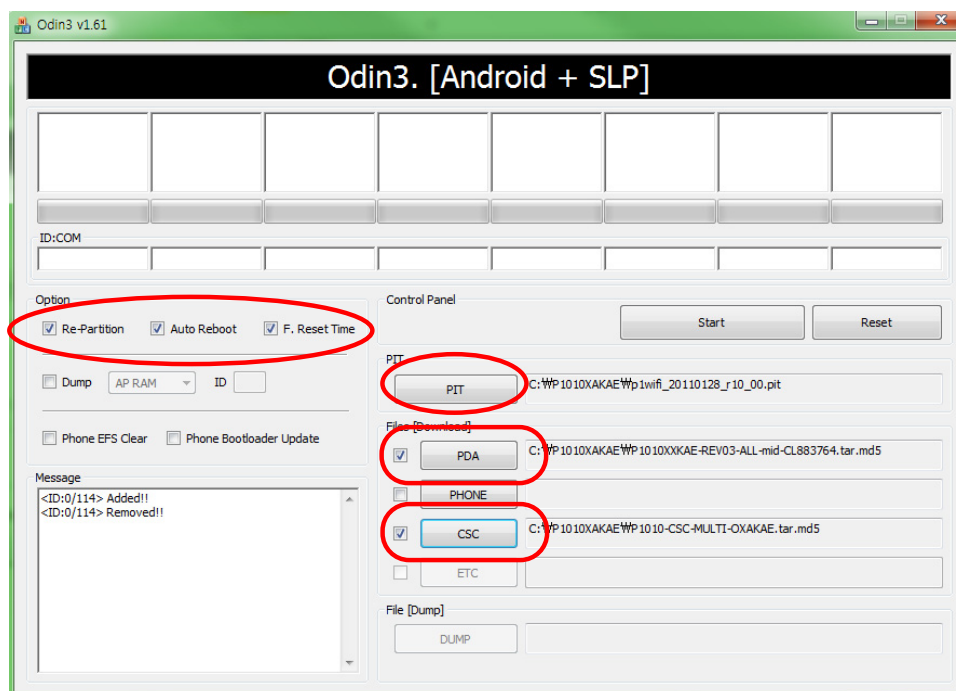 Odin3 v1.61
Odin3. [Android + SLP]
ID:COM
Option
Re-Partition Auto Reboot F. Reset Time
Dump AP RAM ID
Phone EFS Clear Phone Bootloader Update
Message
<ID:0/114> Added!!
<ID:0/114> Removed!!
Control Panel
Start Reset
PIT
PIT C:₩P1010XAKAE₩p1wifi_20110128_r10_00.pit
Files [Download]
PDA C:₩P1010XAKAE₩P1010XXKAE-REV03-ALL-mid-CL883764.tar.md5
PHONE
CSC C:₩P1010XAKAE₩P1010-CSC-MULTI-OXAKAE.tar.md5
ETC
File [Dump]
DUMP